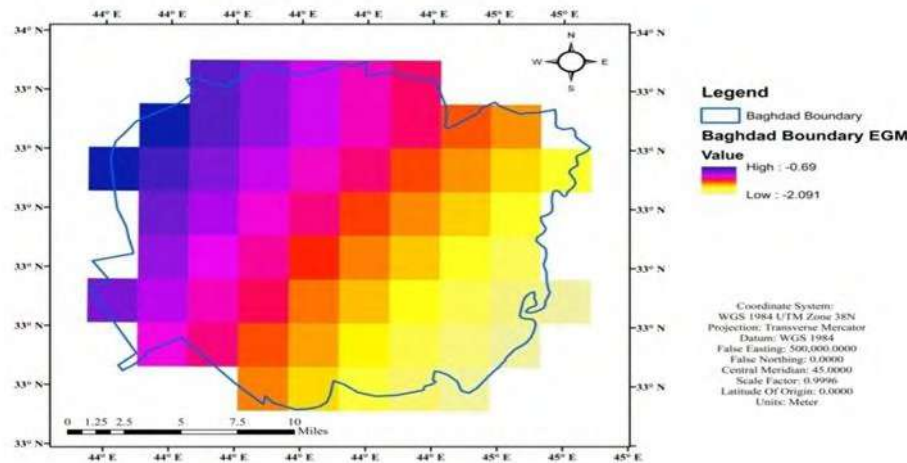 44° E 44° E 44° E 44° E 44° E 44° E 45° E 45° E
34° N 34° N
33° N 33° N
33° N 33° N
33° N 33° N
33° N 33° N
33° N 33° N
33° N 33° N
33° N 33° N
33° N 33° N
33° N
44° E 44° E 44° E 44° E 44° E 44° E 45° E 45° E 45° E
N
W E
S
0 1.25 2.5 5 7.5 10
Miles
Legend
Baghdad Boundary
Baghdad Boundary EGM
Value
High : -0.69
Low : -2.091
Coordinate System:
WGS 1984 UTM Zone 38N
Projection: Transverse Mercator
Datum: WGS 1984
False Easting: 500,000.0000
False Northing: 0.0000
Central Meridian: 45.0000
Scale Factor: 0.9996
Latitude Of Origin: 0.0000
Units: Meter